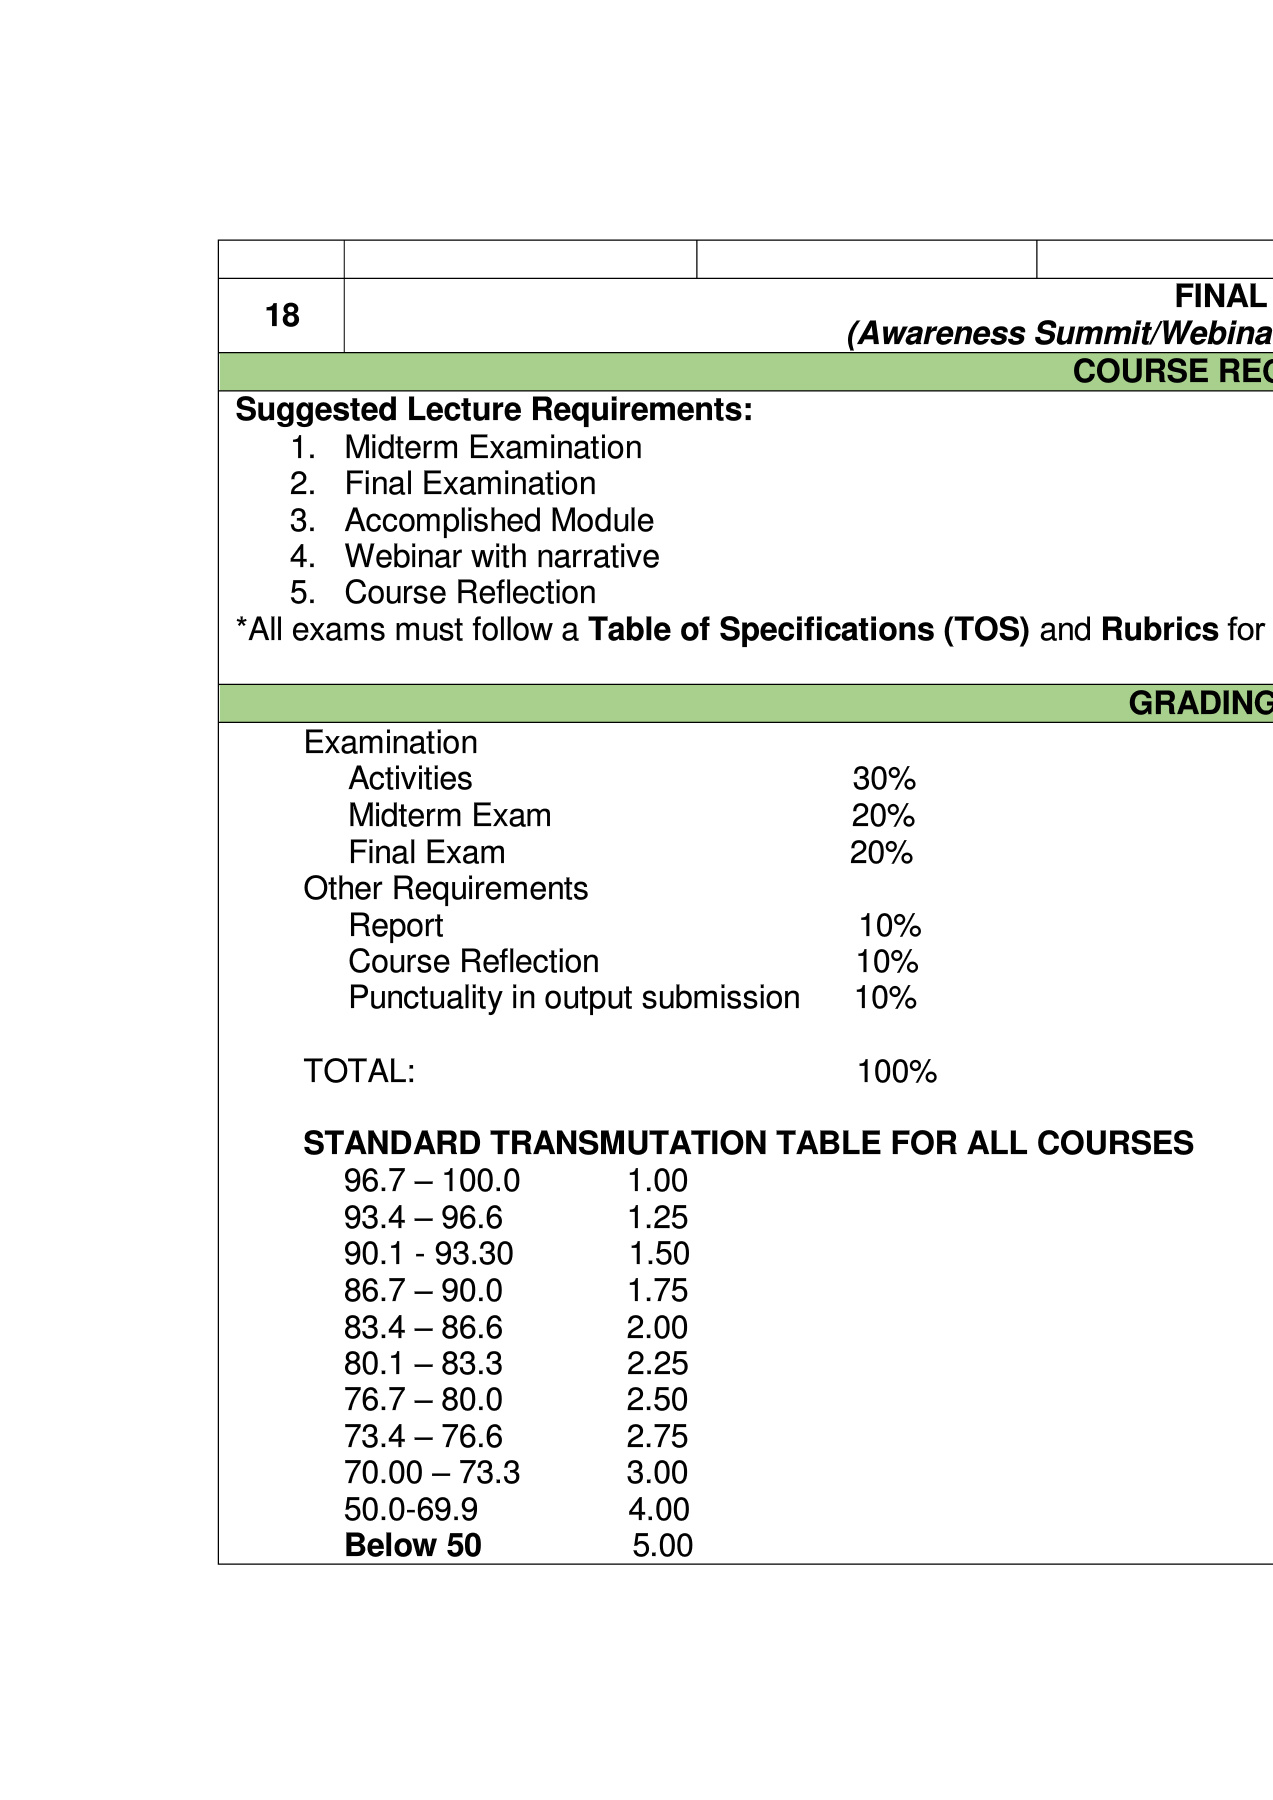 18
FINAL
(Awareness Summit/Webina
COURSE REQ
Suggested Lecture Requirements:
1. Midterm Examination
2. Final Examination
3. Accomplished Module
4. Webinar with narrative
5. Course Reflection
*All exams must follow a Table of Specifications (TOS) and Rubrics for
GRADING
Examination
Activities 30%
Midterm Exam 20%
Final Exam 20%
Other Requirements
Report 10%
Course Reflection 10%
Punctuality in output submission 10%
TOTAL: 100%
STANDARD TRANSMUTATION TABLE FOR ALL COURSES
96.7 – 100.0 1.00
93.4 – 96.6 1.25
90.1 - 93.30 1.50
86.7 – 90.0 1.75
83.4 – 86.6 2.00
80.1 – 83.3 2.25
76.7 – 80.0 2.50
73.4 – 76.6 2.75
70.00 – 73.3 3.00
50.0-69.9 4.00
Below 50 5.00